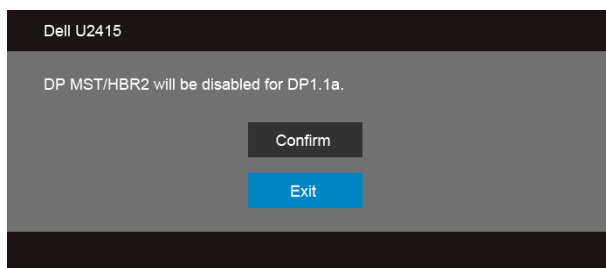 Dell U2415
DP MST/HBR2 will be disabled for DP1.1a.
Confirm
Exit